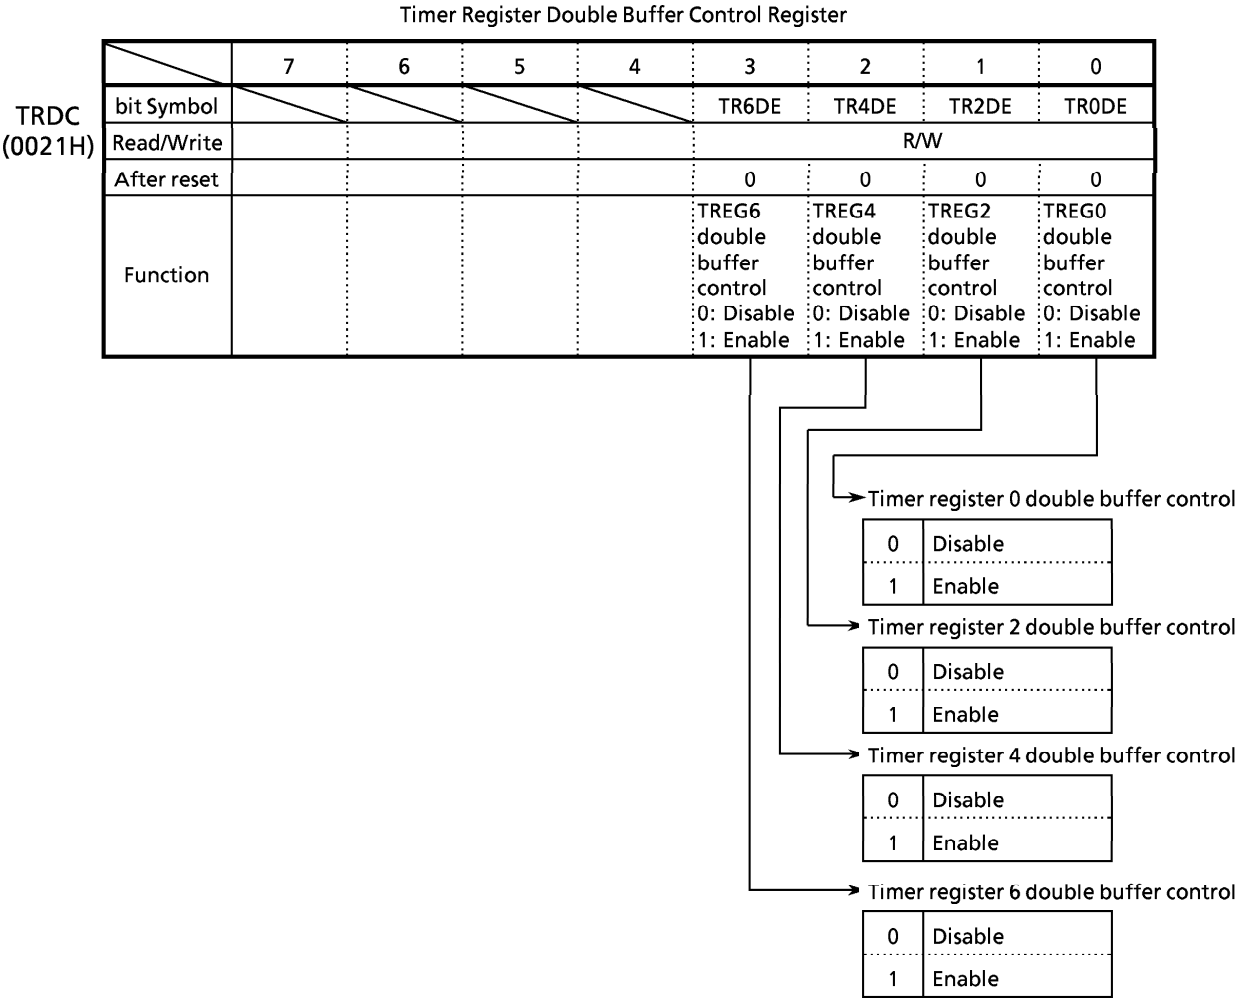 Timer Register Double Buffer Control Register
7 6 5 4 3 2 1 0
TRDC
(0021H)
bit Symbol TR6DE TR4DE TR2DE TR0DE
Read/Write R/W
After reset 0 0 0 0
Function
TREG6 TREG4 TREG2 TREG0
double double double double
buffer buffer buffer buffer
control control control control
0: Disable 0: Disable 0: Disable 0: Disable
1: Enable 1: Enable 1: Enable 1: Enable
Timer register 0 double buffer control
0 Disable
1 Enable
Timer register 2 double buffer control
0 Disable
1 Enable
Timer register 4 double buffer control
0 Disable
1 Enable
Timer register 6 double buffer control
0 Disable
1 Enable